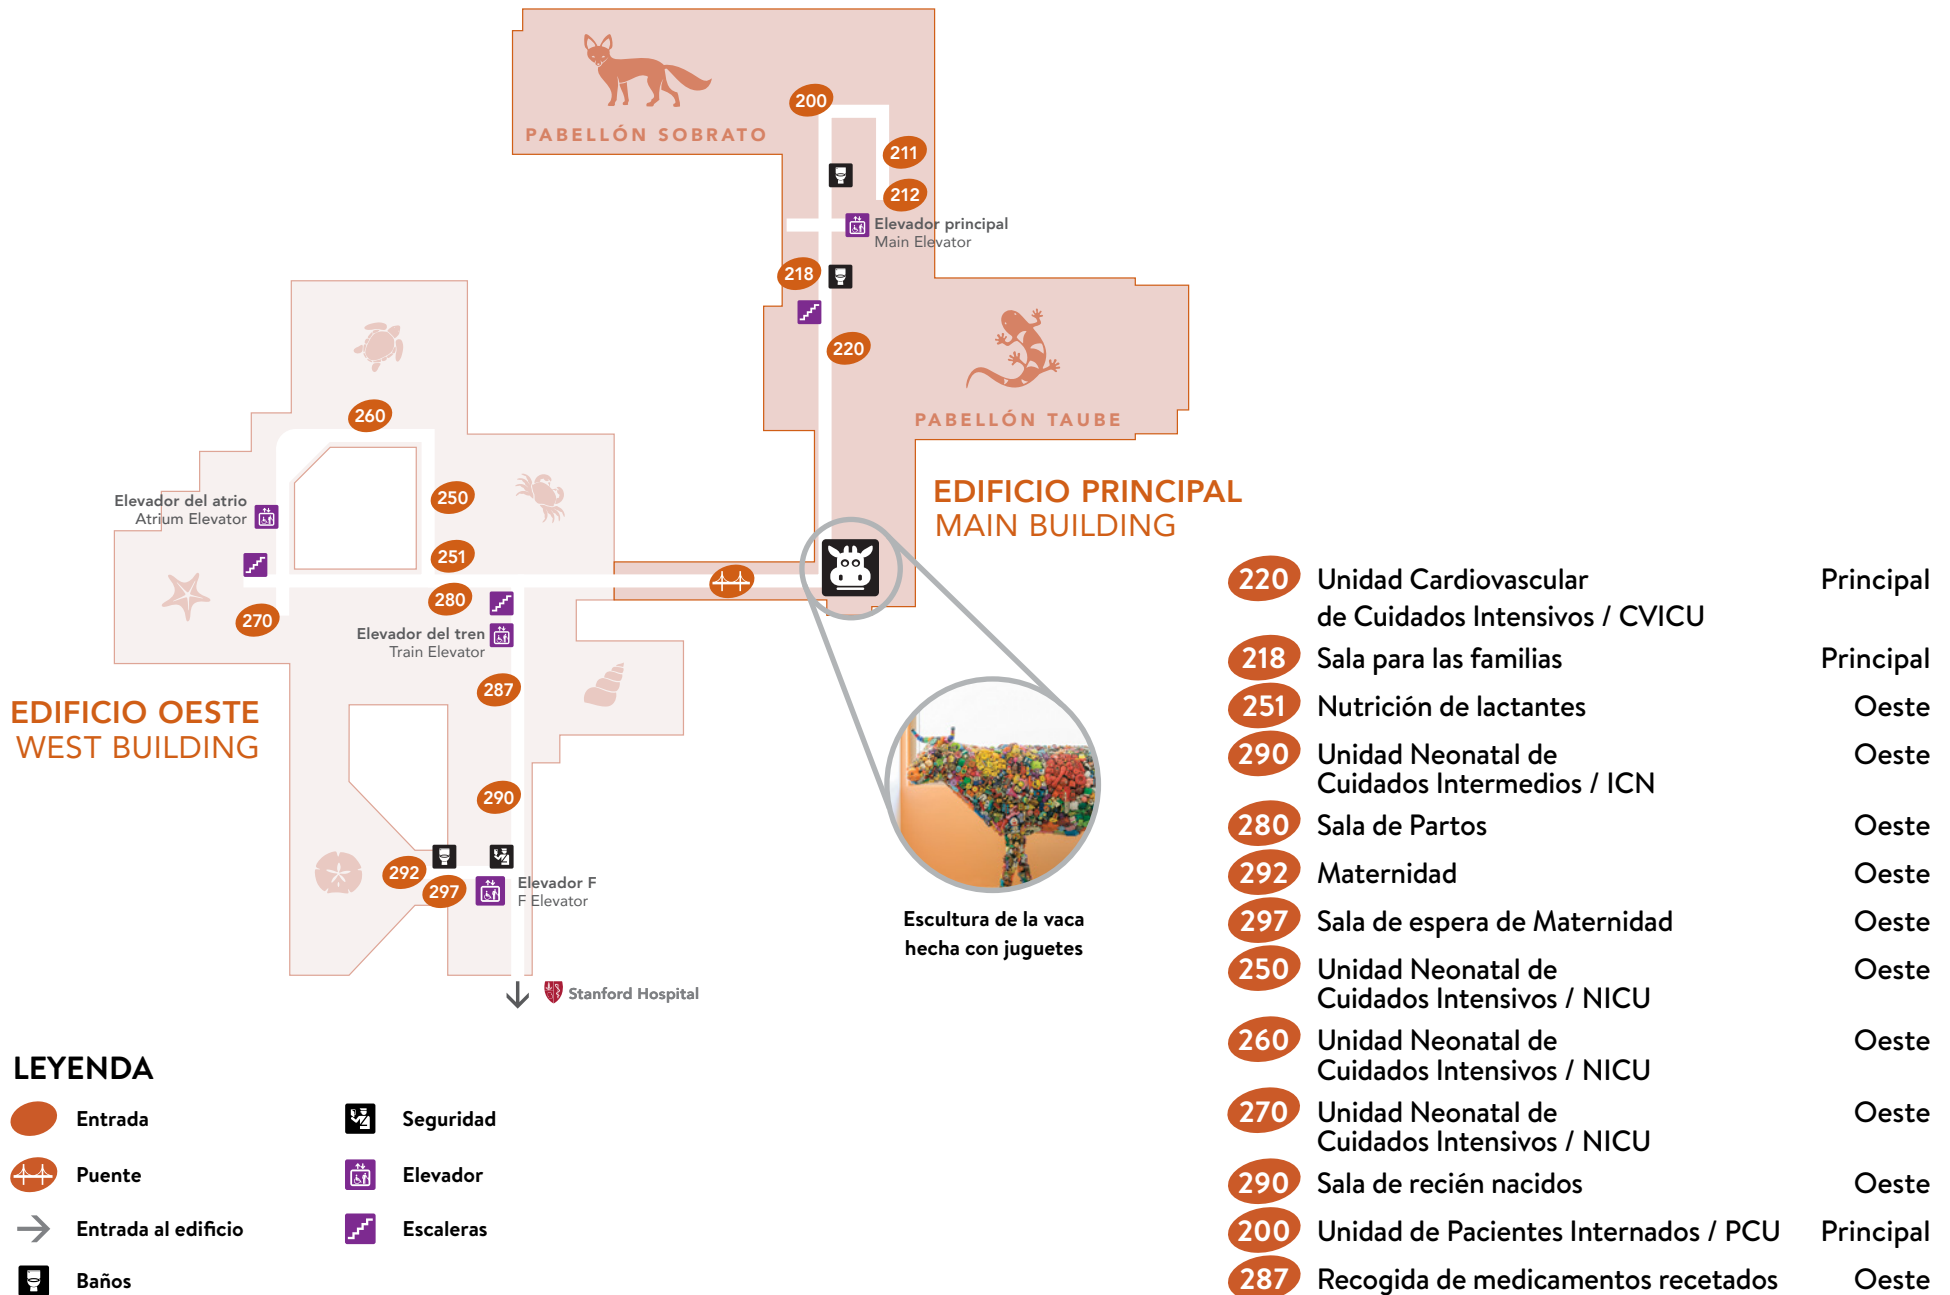 PABELLÓN SOBRATO
200
211
212
Elevador principal
Main Elevator
218
220
PABELLÓN TAUBE
260
Elevador del atrio
Atrium Elevator
250
251
280
270
Elevador del tren
Train Elevator
287
290
292
297
Elevador F
F Elevator
Stanford Hospital
EDIFICIO PRINCIPAL
MAIN BUILDING
EDIFICIO OESTE
WEST BUILDING
Escultura de la vaca
hecha con juguetes
LEYENDA
Entrada
Puente
Entrada al edificio
Baños
Seguridad
Elevador
Escaleras
220 Unidad Cardiovascular Principal
de Cuidados Intensivos / CVICU
218 Sala para las familias Principal
251 Nutrición de lactantes Oeste
290 Unidad Neonatal de Oeste
Cuidados Intermedios / ICN
280 Sala de Partos Oeste
292 Maternidad Oeste
297 Sala de espera de Maternidad Oeste
250 Unidad Neonatal de Oeste
Cuidados Intensivos / NICU
260 Unidad Neonatal de Oeste
Cuidados Intensivos / NICU
270 Unidad Neonatal de Oeste
Cuidados Intensivos / NICU
290 Sala de recién nacidos Oeste
200 Unidad de Pacientes Internados / PCU Principal
287 Recogida de medicamentos recetados Oeste